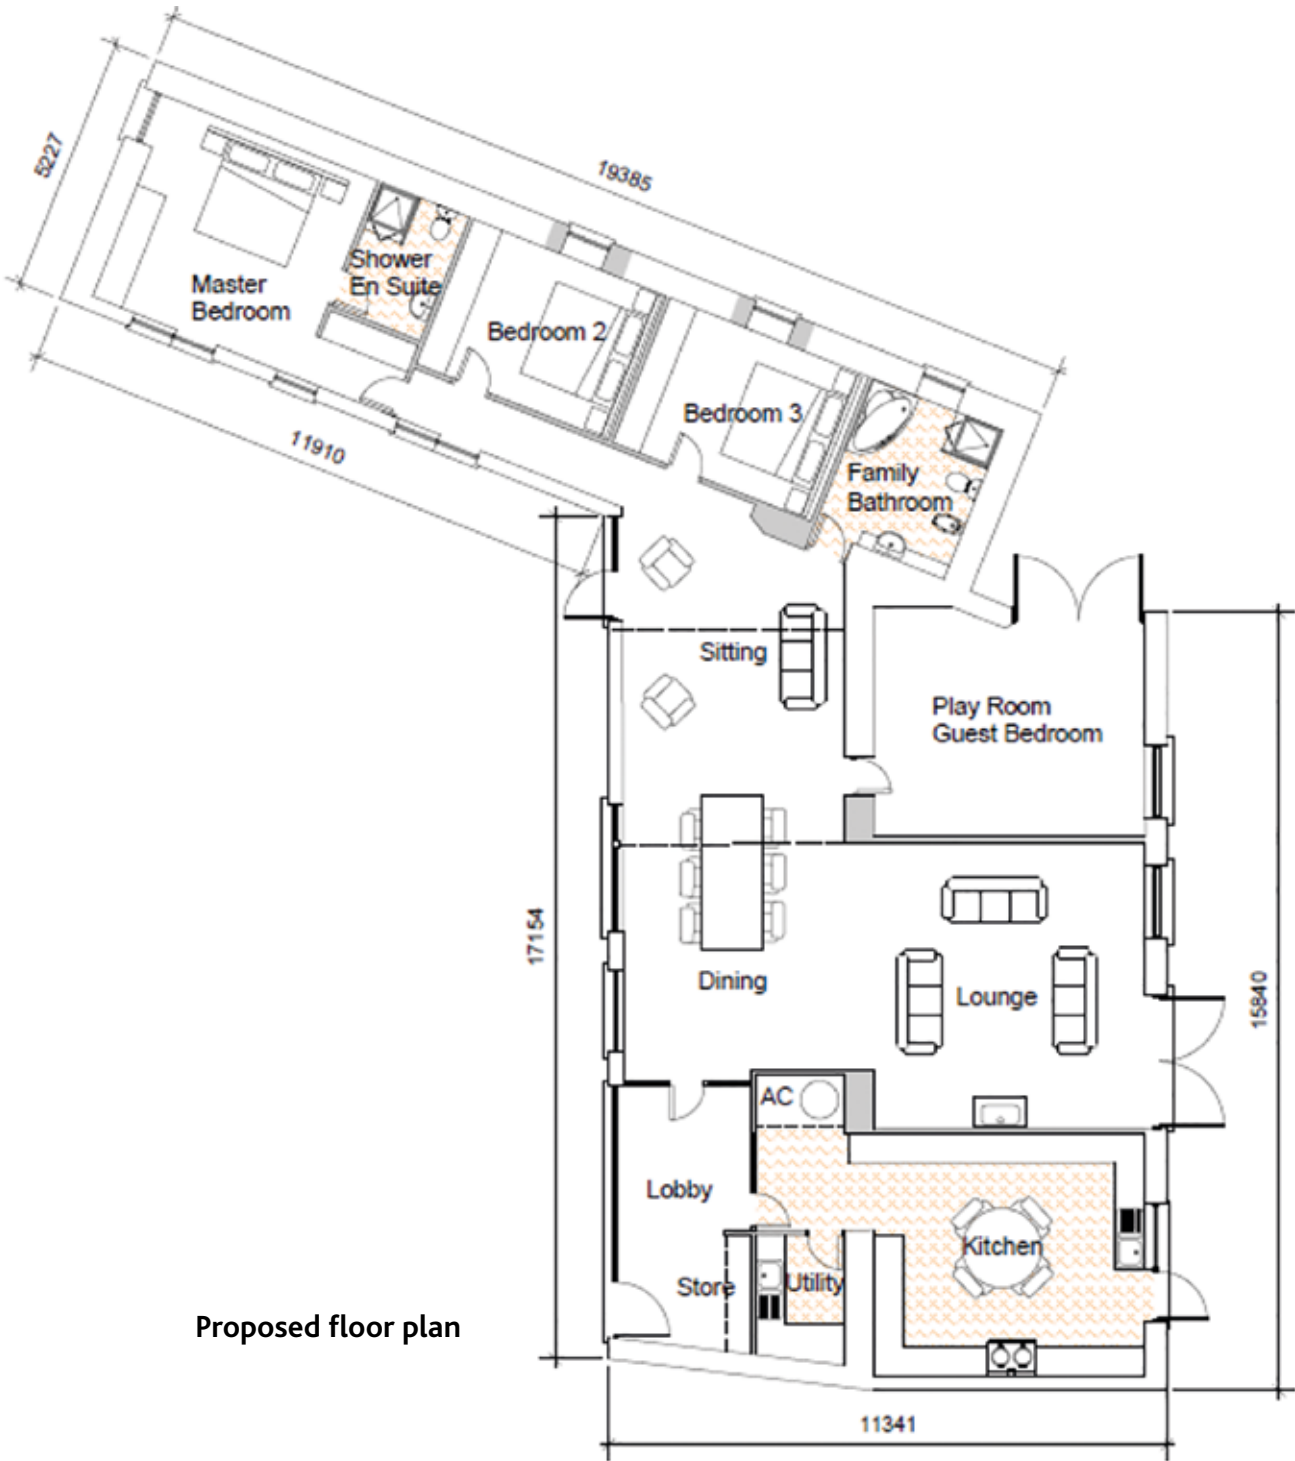 19385
5227
Shower
En Suite
Master
Bedroom
Bedroom 2
Bedroom 3
11910
Family
Bathroom
Sitting
Play Room
Guest Bedroom
17154
Dining
Lounge
15840
AC
Lobby
Kitchen
Store
Utility
Proposed floor plan
11341